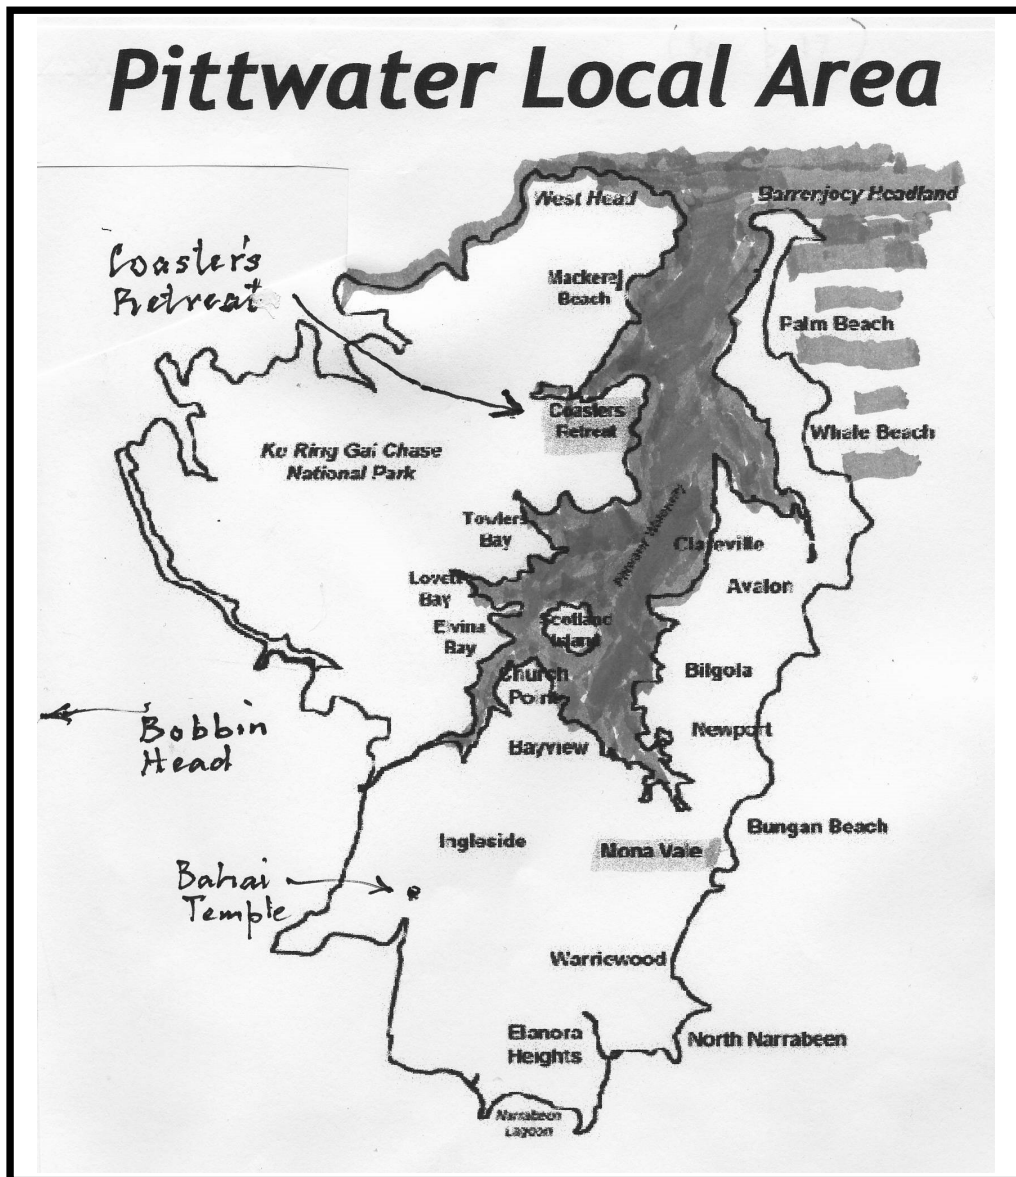 Pittwater Local Area
West Head
Barrenjoey Headland
Coaster's
Retreat
Mackerel
Beach
Palm Beach
Coasters
Retreat
Whale Beach
Ku Ring Gai Chase
National Park
Towlers
Bay
Pittwater Waterway
Clareville
Lovett
Bay
Avalon
Elvina
Bay
Scotland
Island
Church
Point
Bilgola
Bobbin
Head
Newport
Bayview
Bungan Beach
Ingleside
Mona Vale
Bahai
Temple
Warriewood
Elanora
Heights
North Narrabeen
Narrabeen
Lagoon